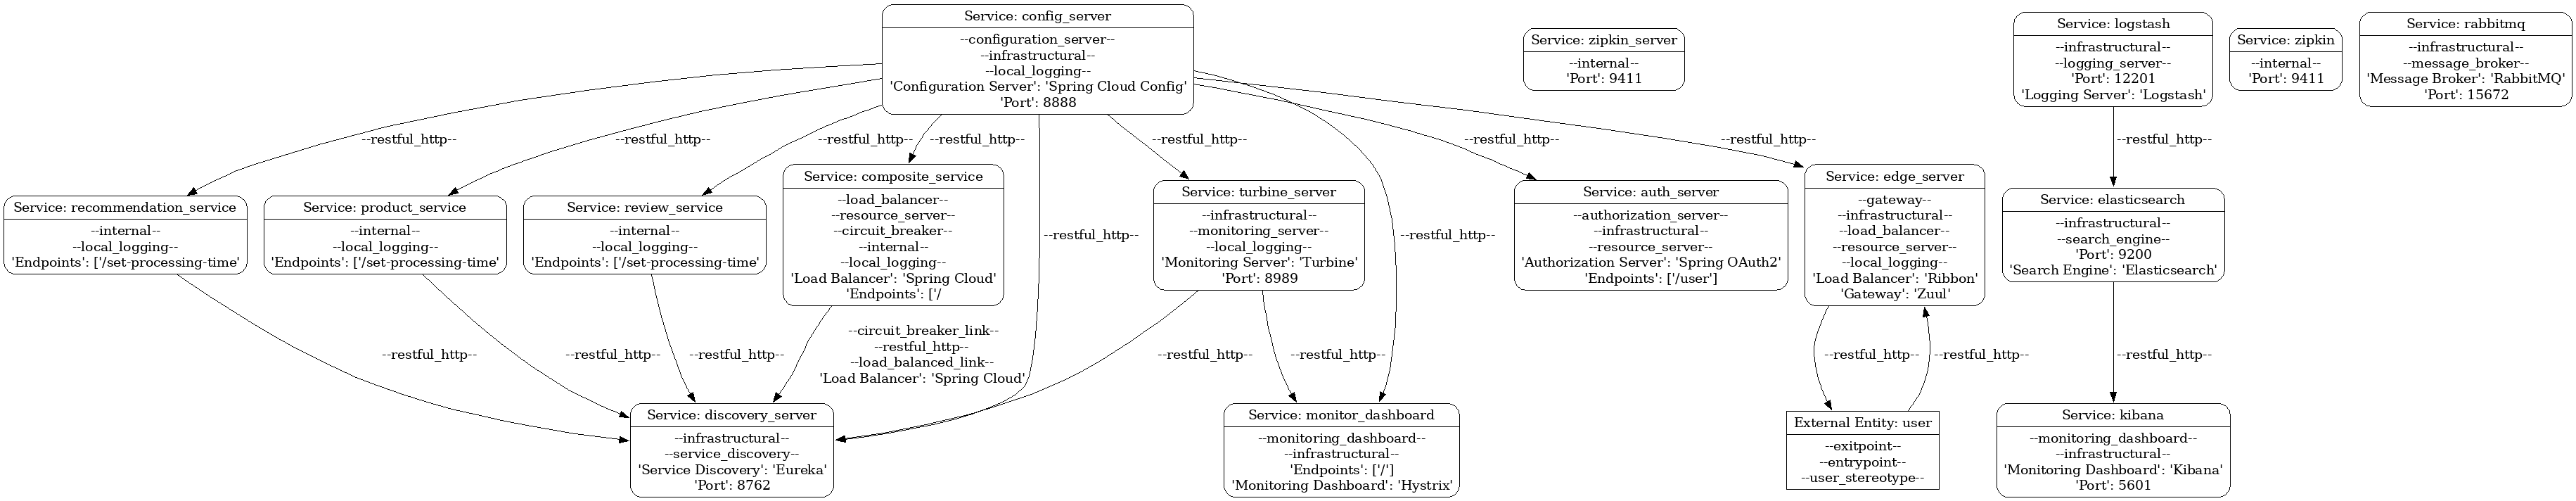 Service: config_server
--configuration_server--
--infrastructural--
--local_logging--
'Configuration Server': 'Spring Cloud Config'
'Port': 8888
Service: zipkin_server
--internal--
'Port': 9411
Service: logstash
--infrastructural--
--logging_server--
'Port': 12201
'Logging Server': 'Logstash'
Service: zipkin
--internal--
'Port': 9411
Service: rabbitmq
--infrastructural--
--message_broker--
'Message Broker': 'RabbitMQ'
'Port': 15672
--restful_http--
--restful_http--
--restful_http--
--restful_http--
--restful_http--
--restful_http--
--restful_http--
--restful_http--
Service: recommendation_service
--internal--
--local_logging--
'Endpoints': ['/set-processing-time'
Service: product_service
--internal--
--local_logging--
'Endpoints': ['/set-processing-time'
Service: review_service
--internal--
--local_logging--
'Endpoints': ['/set-processing-time'
Service: composite_service
--load_balancer--
--resource_server--
--circuit_breaker--
--internal--
--local_logging--
'Load Balancer': 'Spring Cloud'
'Endpoints': ['/
--restful_http--
Service: turbine_server
--infrastructural--
--monitoring_server--
--local_logging--
'Monitoring Server': 'Turbine'
'Port': 8989
--restful_http--
Service: auth_server
--authorization_server--
--infrastructural--
--resource_server--
'Authorization Server': 'Spring OAuth2'
'Endpoints': ['/user']
Service: edge_server
--gateway--
--infrastructural--
--load_balancer--
--resource_server--
--local_logging--
'Load Balancer': 'Ribbon'
'Gateway': 'Zuul'
Service: elasticsearch
--infrastructural--
--search_engine--
'Port': 9200
'Search Engine': 'Elasticsearch'
--restful_http--
--restful_http--
--restful_http--
--circuit_breaker_link--
--restful_http--
--load_balanced_link--
'Load Balancer': 'Spring Cloud'
--restful_http--
--restful_http--
--restful_http--
--restful_http--
--restful_http--
Service: discovery_server
--infrastructural--
--service_discovery--
'Service Discovery': 'Eureka'
'Port': 8762
Service: monitor_dashboard
--monitoring_dashboard--
--infrastructural--
'Endpoints': ['/']
'Monitoring Dashboard': 'Hystrix'
External Entity: user
--exitpoint--
--entrypoint--
--user_stereotype--
Service: kibana
--monitoring_dashboard--
--infrastructural--
'Monitoring Dashboard': 'Kibana'
'Port': 5601